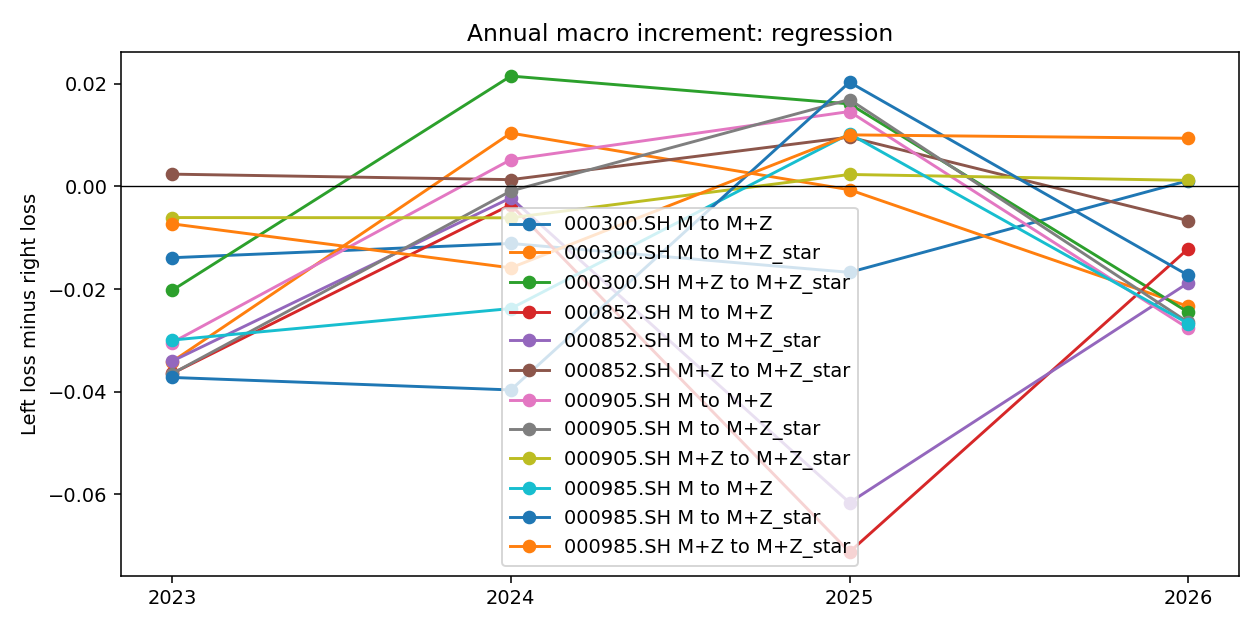 Annual macro increment: regression
Left loss minus right loss
0.02
0.00
−0.02
−0.04
−0.06
000300.SH M to M+Z
000300.SH M to M+Z_star
000300.SH M+Z to M+Z_star
000852.SH M to M+Z
000852.SH M to M+Z_star
000852.SH M+Z to M+Z_star
000905.SH M to M+Z
000905.SH M to M+Z_star
000905.SH M+Z to M+Z_star
000985.SH M to M+Z
000985.SH M to M+Z_star
000985.SH M+Z to M+Z_star
2023
2024
2025
2026